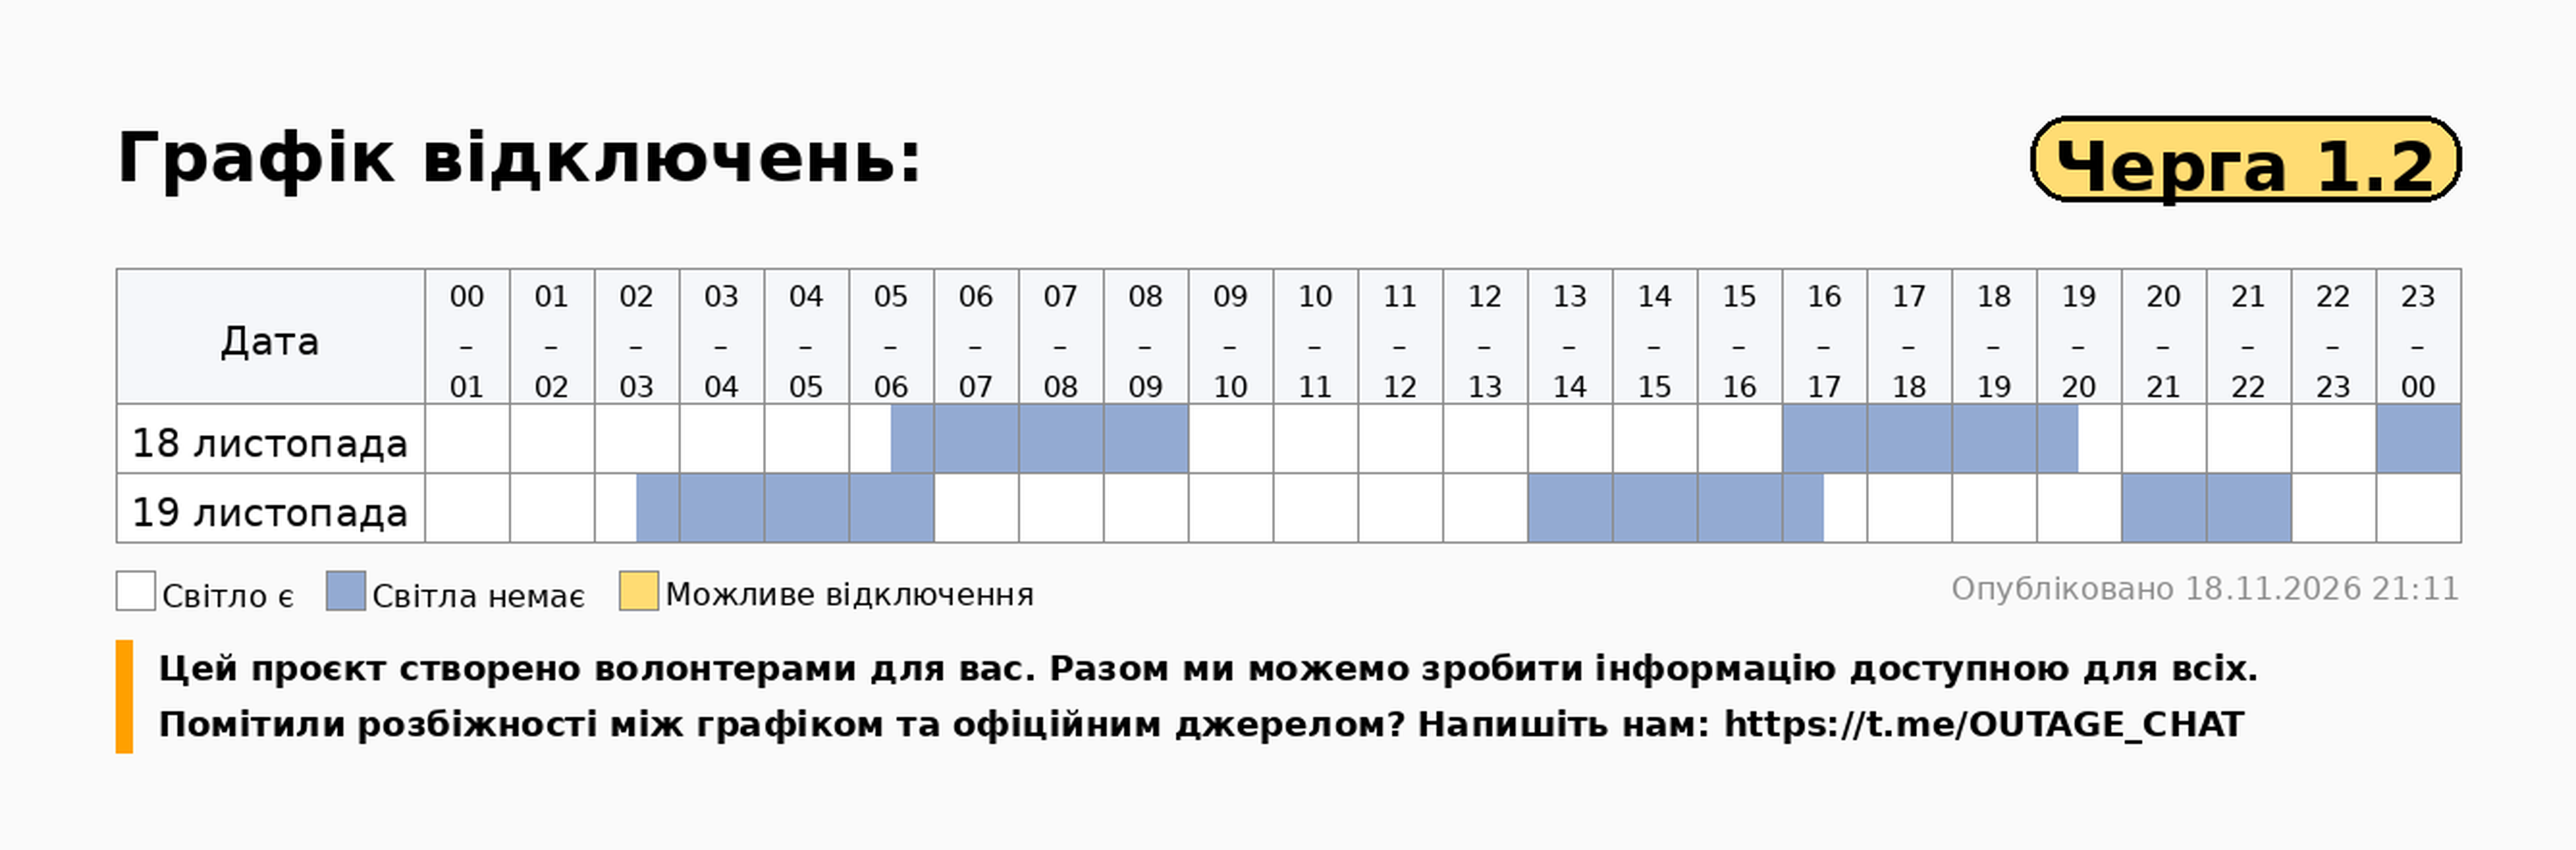 Графік відключень:
Черга 1.2
Дата 00 – 01 01 – 02 02 – 03 03 – 04 04 – 05 05 – 06 06 – 07 07 – 08 08 – 09 09 – 10 10 – 11 11 – 12 12 – 13 13 – 14 14 – 15 15 – 16 16 – 17 17 – 18 18 – 19 19 – 20 20 – 21 21 – 22 22 – 23 23 – 00
18 листопада
19 листопада
Світло є Світла немає Можливе відключення
Опубліковано 18.11.2026 21:11
Цей проєкт створено волонтерами для вас. Разом ми можемо зробити інформацію доступною для всіх.
Помітили розбіжності між графіком та офіційним джерелом? Напишіть нам: https://t.me/OUTAGE_CHAT